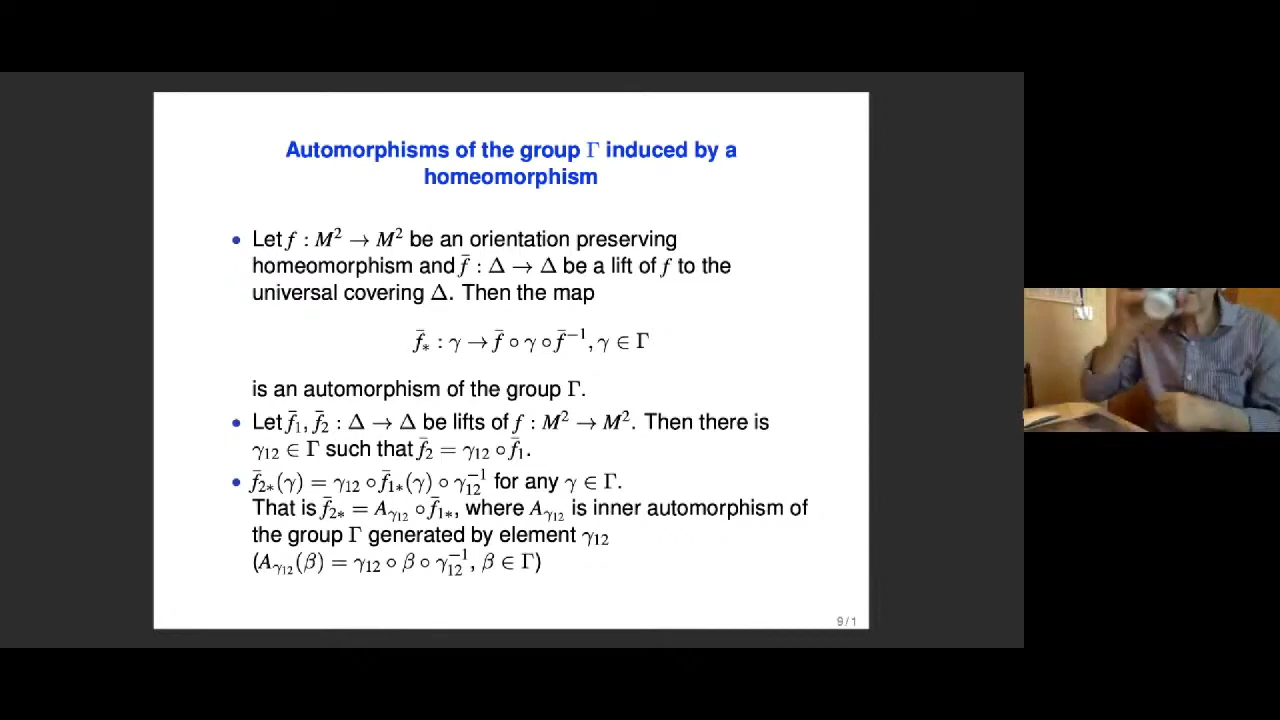 Automorphisms of the group Γ induced by a
homeomorphism
• Let f : M² → M² be an orientation preserving
homeomorphism and f̄ : Δ → Δ be a lift of f to the
universal covering Δ. Then the map
f̄∗ : γ → f̄ ∘ γ ∘ f̄⁻¹, γ ∈ Γ
is an automorphism of the group Γ.
• Let f̄₁, f̄₂ : Δ → Δ be lifts of f : M² → M². Then there is
γ₁₂ ∈ Γ such that f̄₂ = γ₁₂ ∘ f̄₁.
• f̄₂∗(γ) = γ₁₂ ∘ f̄₁∗(γ) ∘ γ₁₂⁻¹ for any γ ∈ Γ.
That is f̄₂∗ = A_γ₁₂ ∘ f̄₁∗, where A_γ₁₂ is inner automorphism of
the group Γ generated by element γ₁₂
(A_γ₁₂(β) = γ₁₂ ∘ β ∘ γ₁₂⁻¹, β ∈ Γ)
9 / 1